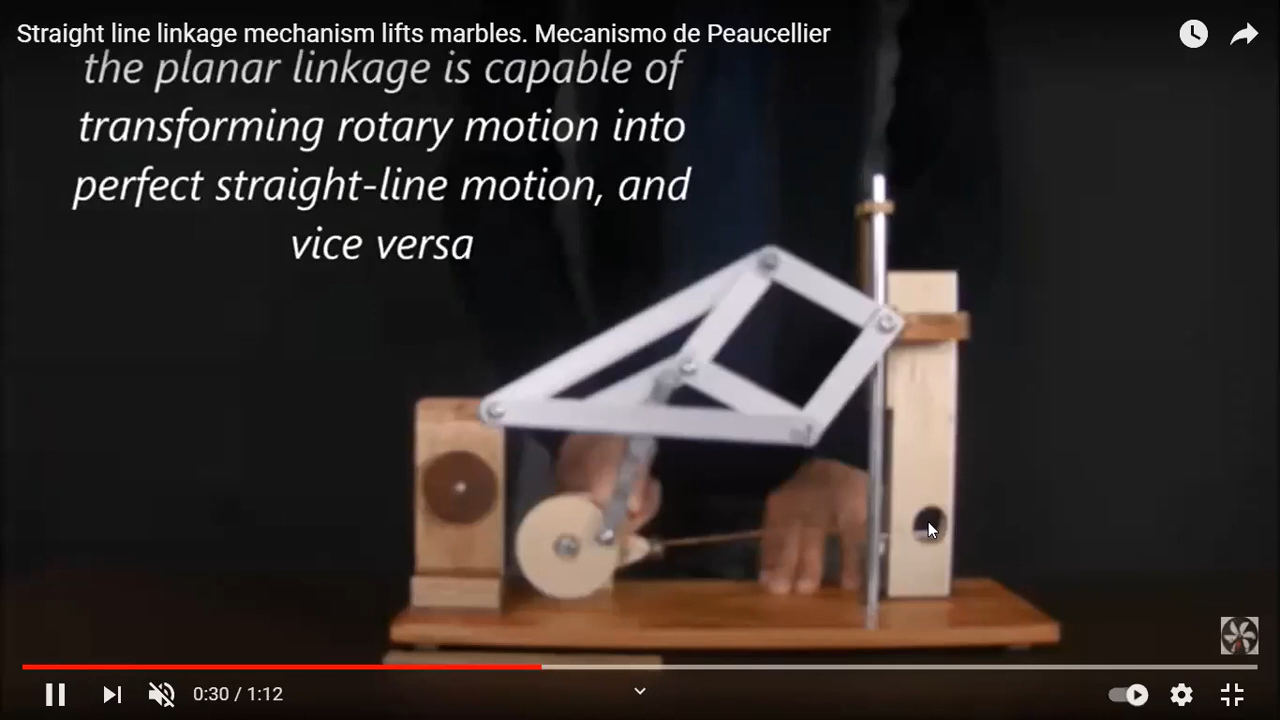 Straight line linkage mechanism lifts marbles. Mecanismo de Peaucellier
the planar linkage is capable of
transforming rotary motion into
perfect straight-line motion, and
vice versa
0:30 / 1:12